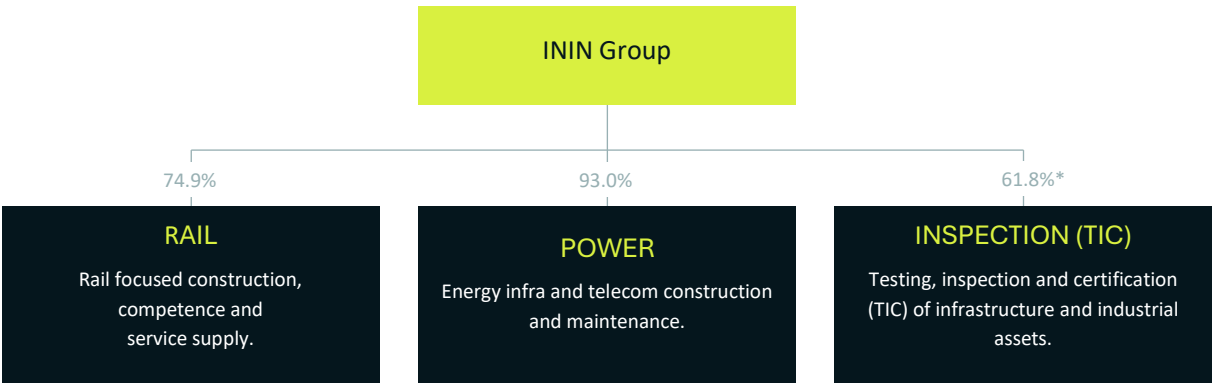 ININ Group
74.9%
93.0%
61.8%*
RAIL
Rail focused construction,
competence and
service supply.
POWER
Energy infra and telecom construction
and maintenance.
INSPECTION (TIC)
Testing, inspection and certification
(TIC) of infrastructure and industrial
assets.